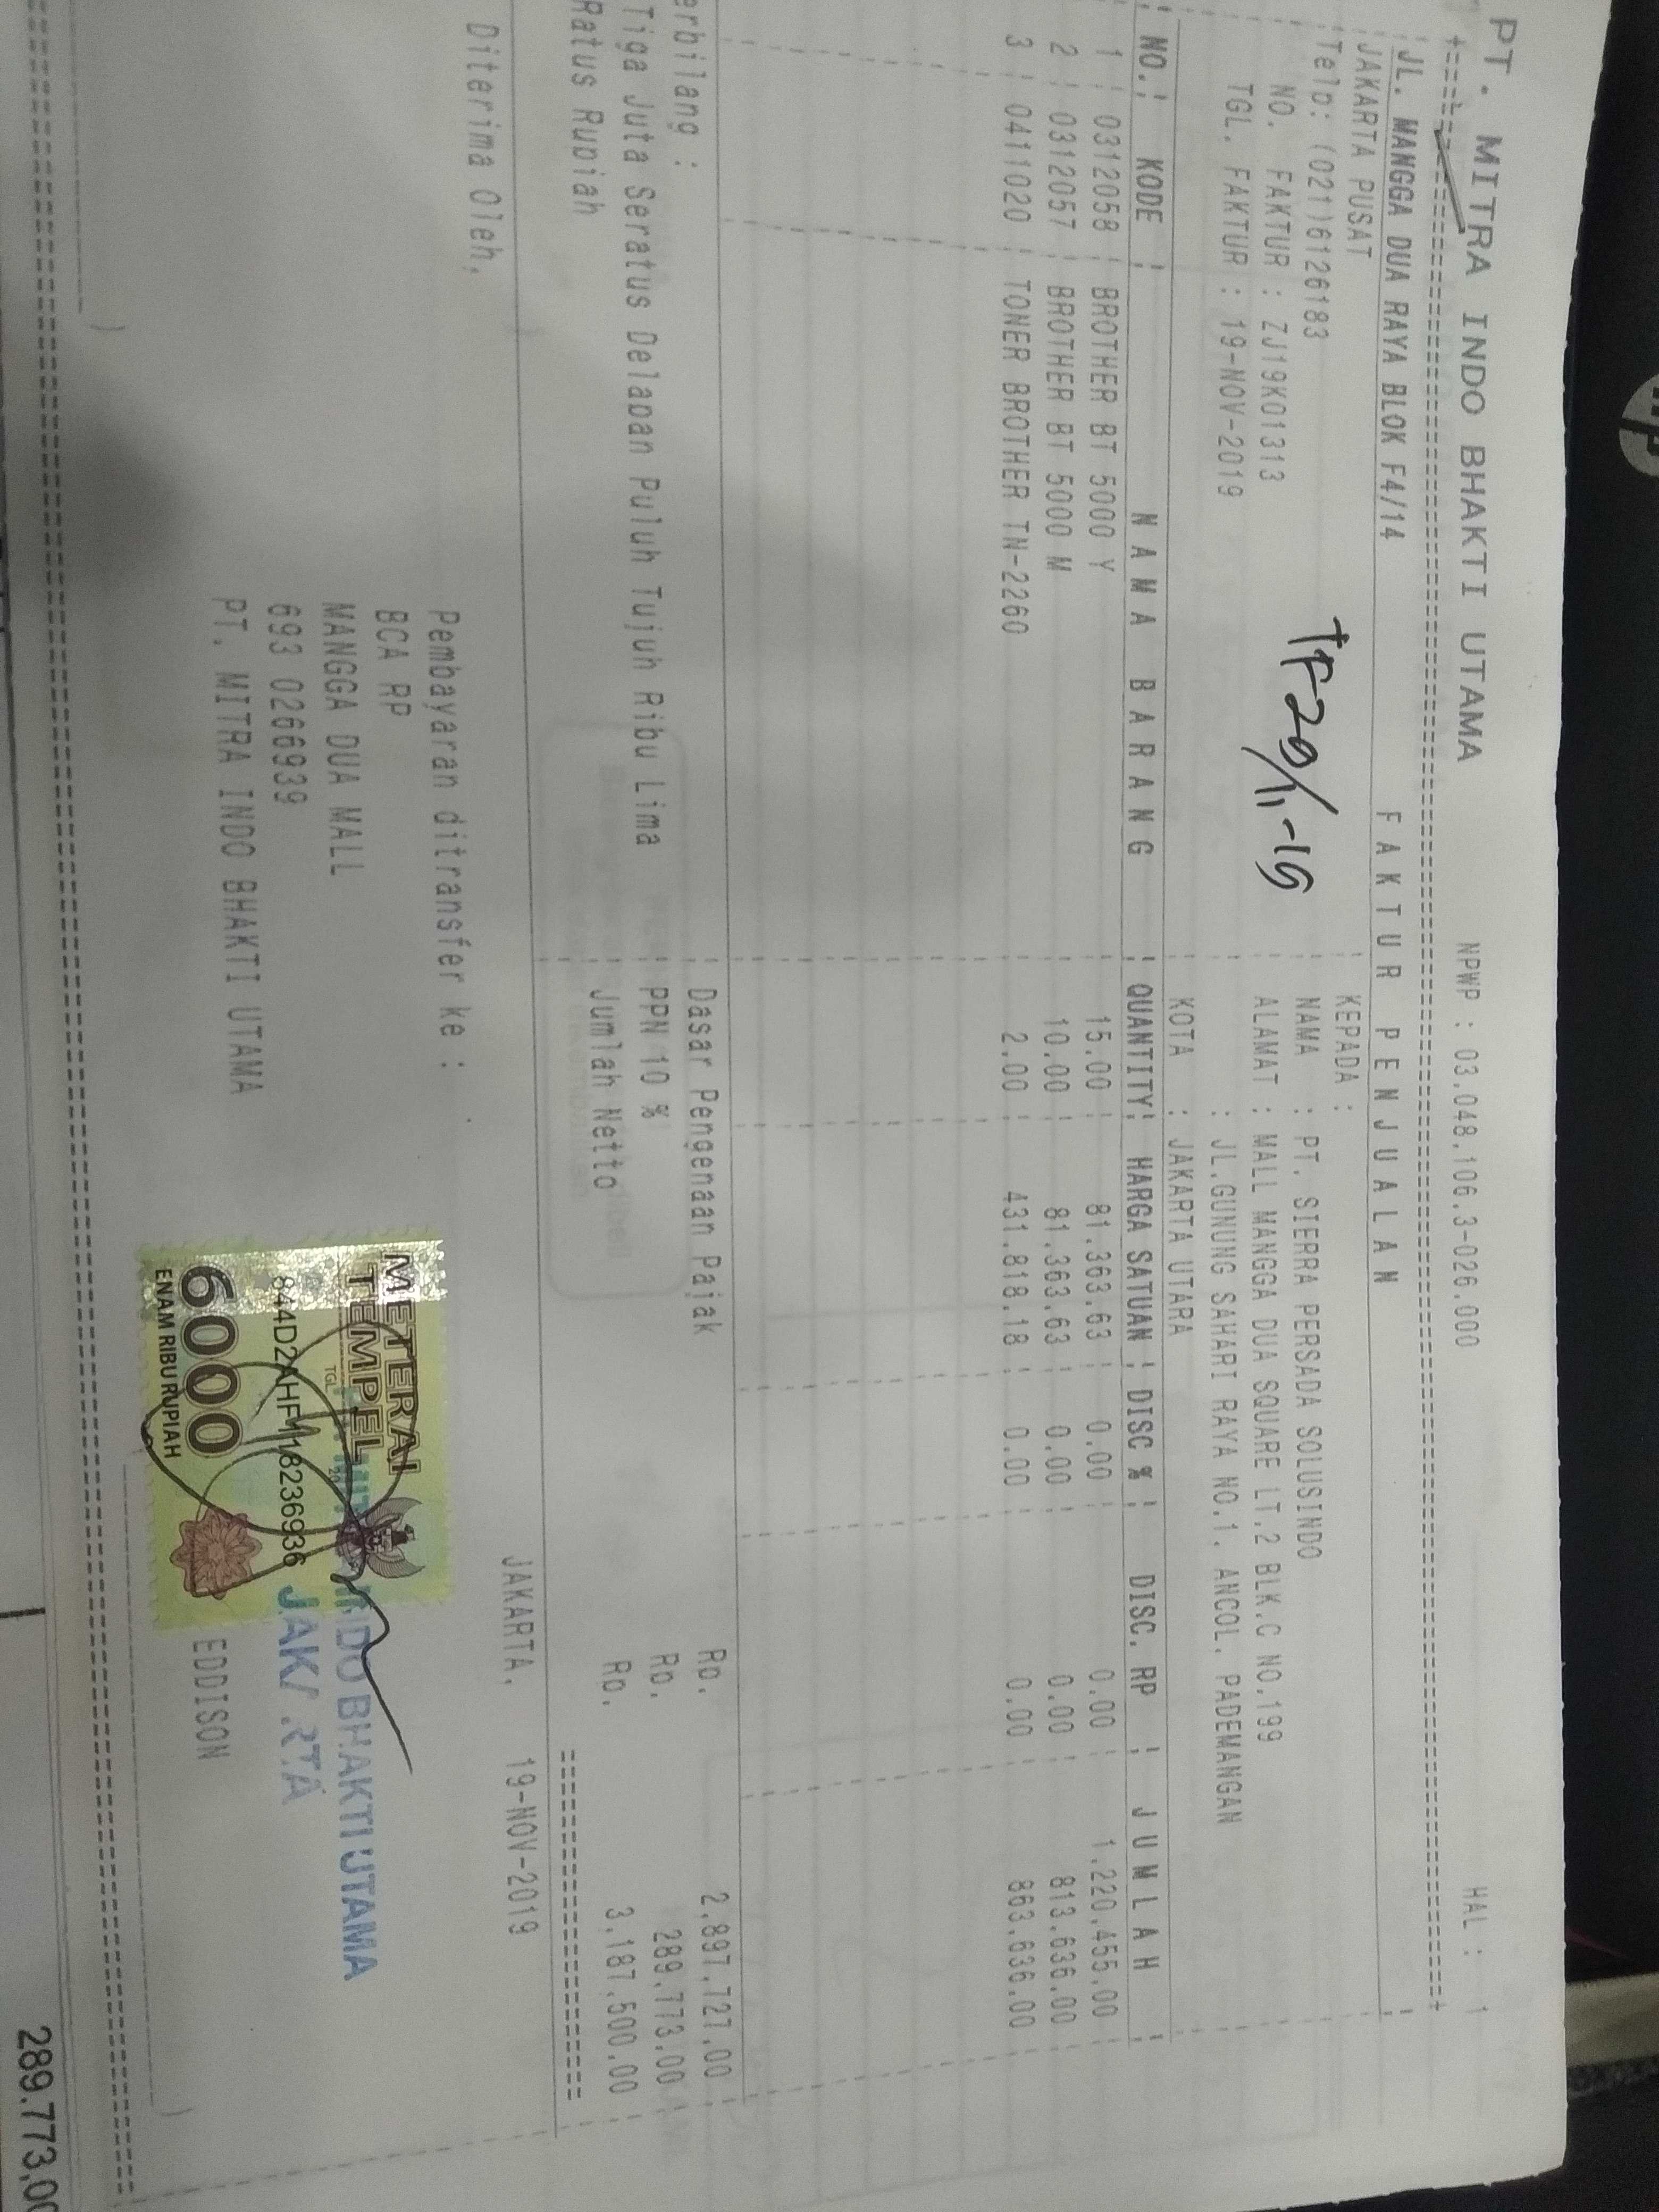 PT. MITRA INDO BHAKTI UTAMA NPWP : 03.048.106.3-026.000 HAL : 1
JL. MANGGA DUA RAYA BLOK F4/14 F A K T U R P E N J U A L A N
JAKARTA PUSAT KEPADA :
Telp: (021)6126183 NAMA : PT. SIERRA PERSADA SOLUSINDO
NO. FAKTUR : ZJ19K01313 ALAMAT : MALL MANGGA DUA SQUARE LT.2 BLK.C NO.199
TGL. FAKTUR : 19-NOV-2019 : JL.GUNUNG SAHARI RAYA NO.1, ANCOL, PADEMANGAN
KOTA : JAKARTA UTARA
TF 20/11-19
NO. KODE N A M A B A R A N G QUANTITY HARGA SATUAN DISC % DISC. RP J U M L A H
1 0312058 BROTHER BT 5000 Y 15.00 81,363.63 0.00 0.00 1,220,455.00
2 0312057 BROTHER BT 5000 M 10.00 81,363.63 0.00 0.00 813,636.00
3 0411020 TONER BROTHER TN-2260 2.00 431,818.18 0.00 0.00 863,636.00
erbilang : Dasar Pengenaan Pajak Rp. 2,897,727.00
Tiga Juta Seratus Delapan Puluh Tujuh Ribu Lima PPN 10 % Rp. 289,773.00
Ratus Rupiah Jumlah Netto Rp. 3,187,500.00
JAKARTA, 19-NOV-2019
Diterima Oleh,
Pembayaran ditransfer ke :
BCA RP
MANGGA DUA MALL
693 0266939
PT. MITRA INDO BHAKTI UTAMA
METERAI
TEMPEL
TGL
20
844D2AHF118236936
6000
ENAM RIBU RUPIAH
INDO BHAKTI UTAMA
EDDISON
289.773,00
hp